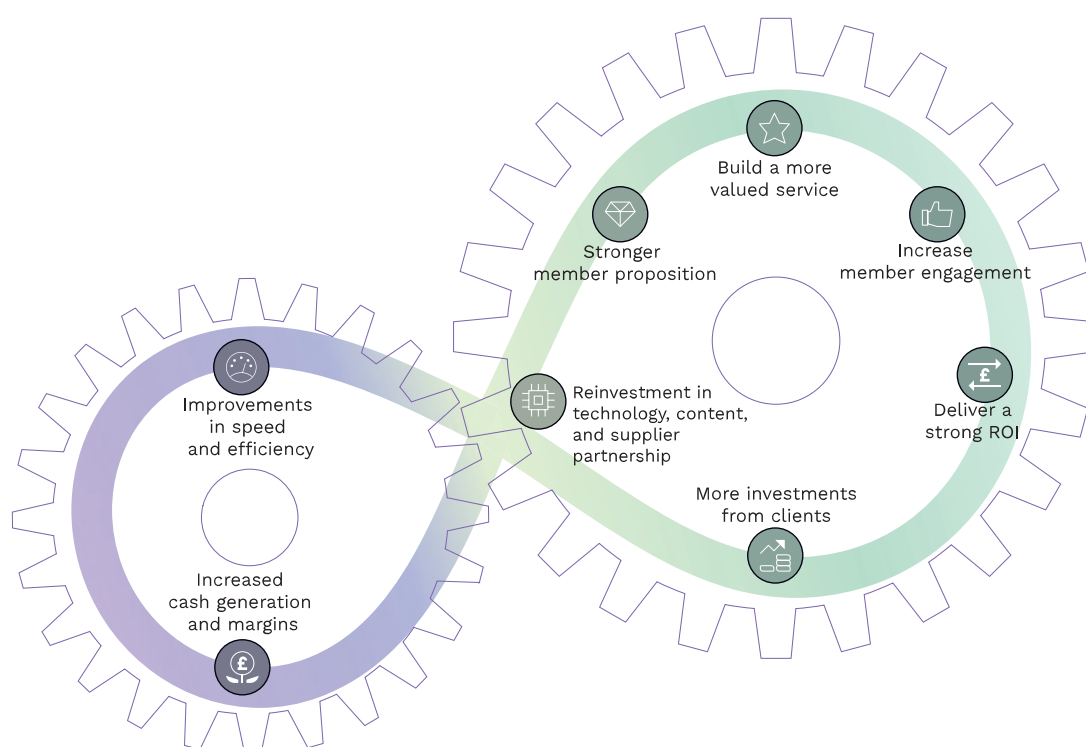 Build a more
valued service
Stronger
member proposition
Increase
member engagement
Reinvestment in
technology, content,
and supplier
partnership
£
Deliver a
strong ROI
More investments
from clients
Improvements
in speed
and efficiency
Increased
cash generation
and margins
£